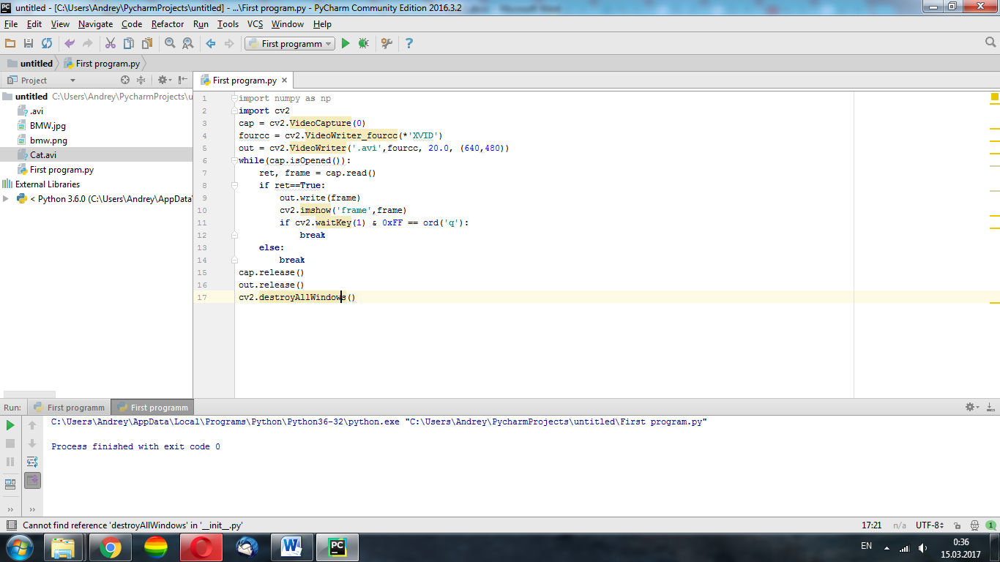 untitled - [C:\Users\Andrey\PycharmProjects\untitled] - ...\First program.py - PyCharm Community Edition 2016.3.2
File Edit View Navigate Code Refactor Run Tools VCS Window Help
First programm
untitled First program.py
Project
First program.py
untitled C:\Users\Andrey\PycharmProjects\u
.avi
BMW.jpg
bmw.png
Cat.avi
First program.py
External Libraries
< Python 3.6.0 (C:\Users\Andrey\AppData\
1 import numpy as np
2 import cv2
3 cap = cv2.VideoCapture(0)
4 fourcc = cv2.VideoWriter_fourcc(*'XVID')
5 out = cv2.VideoWriter('.avi',fourcc, 20.0, (640,480))
6 while(cap.isOpened()):
7 ret, frame = cap.read()
8 if ret==True:
9 out.write(frame)
10 cv2.imshow('frame',frame)
11 if cv2.waitKey(1) & 0xFF == ord('q'):
12 break
13 else:
14 break
15 cap.release()
16 out.release()
17 cv2.destroyAllWindows()
Run: First programm First programm
C:\Users\Andrey\AppData\Local\Programs\Python\Python36-32\python.exe "C:\Users\Andrey\PycharmProjects\untitled\First program.py"
Process finished with exit code 0
Cannot find reference 'destroyAllWindows' in '__init__.py'
17:21 n/a UTF-8 1
EN
0:36
15.03.2017